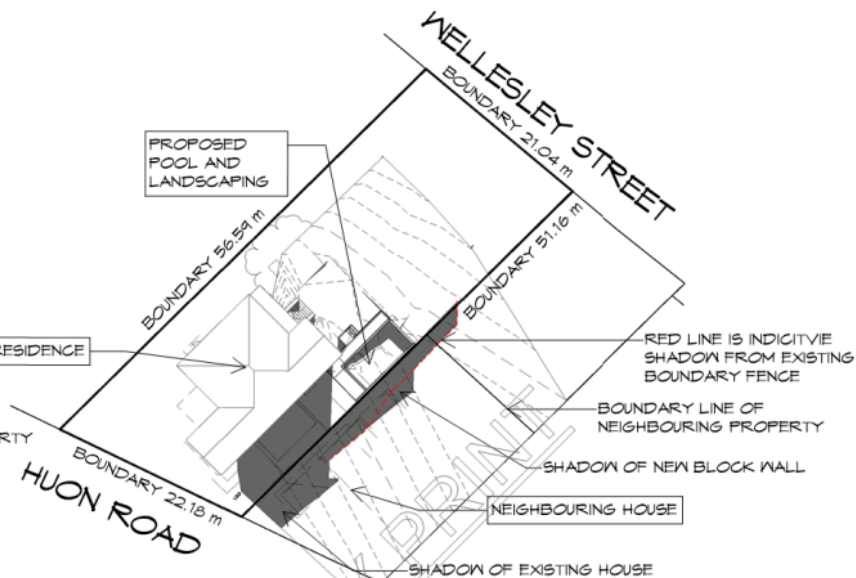 WELLESLEY STREET
BOUNDARY 21.04 m
PROPOSED
POOL AND
LANDSCAPING
BOUNDARY 56.59 m
BOUNDARY 51.16 m
RESIDENCE
RED LINE IS INDICITVIE
SHADOW FROM EXISTING
BOUNDARY FENCE
BOUNDARY LINE OF
NEIGHBOURING PROPERTY
RTY
BOUNDARY 22.18 m
HUON ROAD
SHADOW OF NEW BLOCK WALL
NEIGHBOURING HOUSE
PRINT
SHADOW OF EXISTING HOUSE